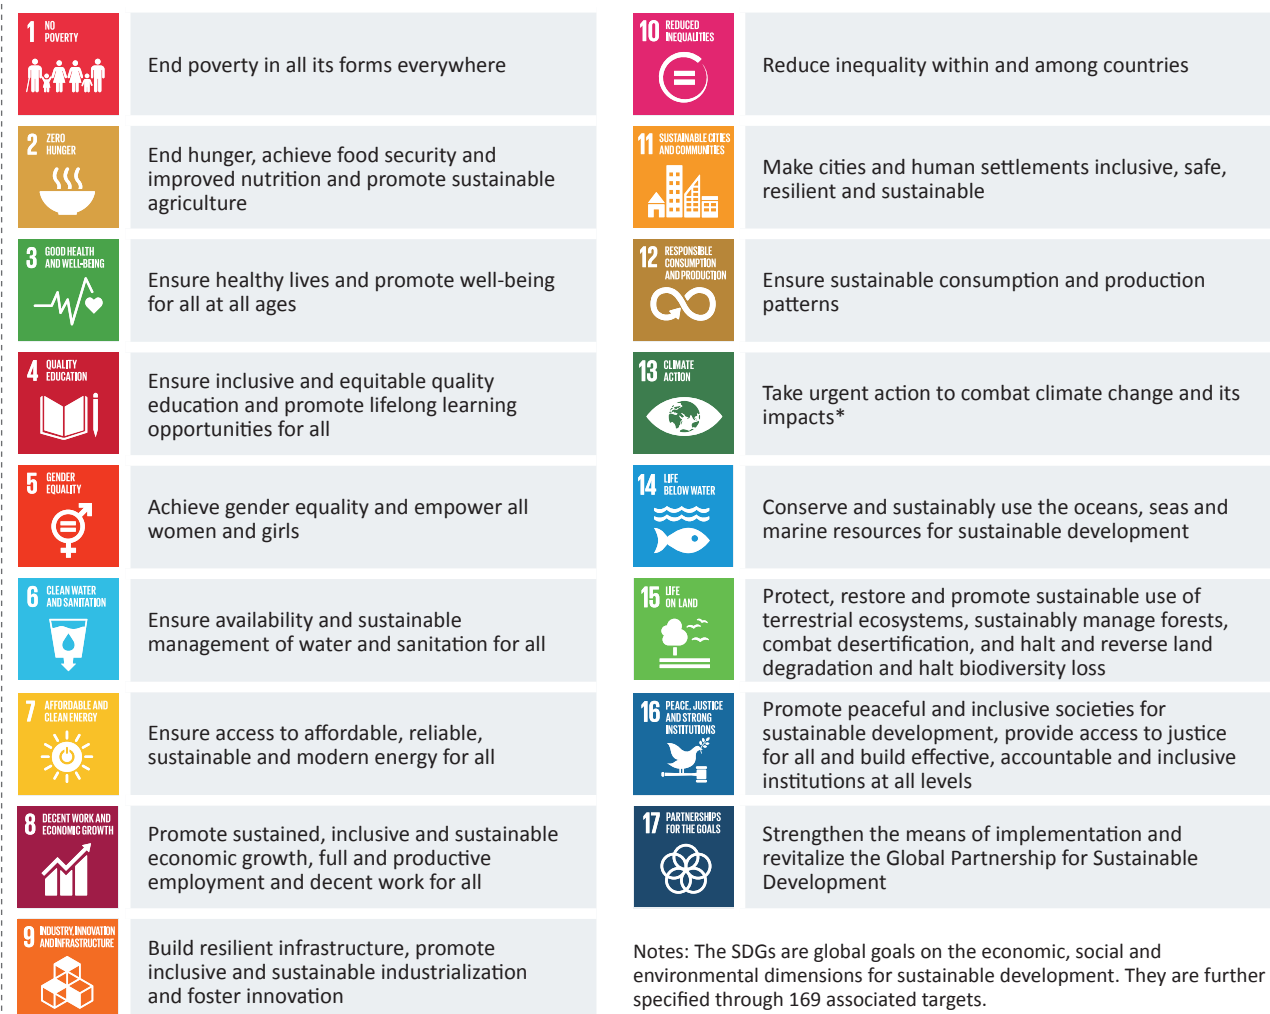 1 NO
POVERTY
End poverty in all its forms everywhere
2 ZERO
HUNGER
End hunger, achieve food security and
improved nutrition and promote sustainable
agriculture
3 GOOD HEALTH
AND WELL-BEING
Ensure healthy lives and promote well-being
for all at all ages
4 QUALITY
EDUCATION
Ensure inclusive and equitable quality
education and promote lifelong learning
opportunities for all
5 GENDER
EQUALITY
Achieve gender equality and empower all
women and girls
6 CLEAN WATER
AND SANITATION
Ensure availability and sustainable
management of water and sanitation for all
7 AFFORDABLE AND
CLEAN ENERGY
Ensure access to affordable, reliable,
sustainable and modern energy for all
8 DECENT WORK AND
ECONOMIC GROWTH
Promote sustained, inclusive and sustainable
economic growth, full and productive
employment and decent work for all
9 INDUSTRY, INNOVATION
AND INFRASTRUCTURE
Build resilient infrastructure, promote
inclusive and sustainable industrialization
and foster innovation
10 REDUCED
INEQUALITIES
Reduce inequality within and among countries
11 SUSTAINABLE CITIES
AND COMMUNITIES
Make cities and human settlements inclusive, safe,
resilient and sustainable
12 RESPONSIBLE
CONSUMPTION
AND PRODUCTION
Ensure sustainable consumption and production
patterns
13 CLIMATE
ACTION
Take urgent action to combat climate change and its
impacts*
14 LIFE
BELOW WATER
Conserve and sustainably use the oceans, seas and
marine resources for sustainable development
15 LIFE
ON LAND
Protect, restore and promote sustainable use of
terrestrial ecosystems, sustainably manage forests,
combat desertification, and halt and reverse land
degradation and halt biodiversity loss
16 PEACE, JUSTICE
AND STRONG
INSTITUTIONS
Promote peaceful and inclusive societies for
sustainable development, provide access to justice
for all and build effective, accountable and inclusive
institutions at all levels
17 PARTNERSHIPS
FOR THE GOALS
Strengthen the means of implementation and
revitalize the Global Partnership for Sustainable
Development
Notes: The SDGs are global goals on the economic, social and
environmental dimensions for sustainable development. They are further
specified through 169 associated targets.